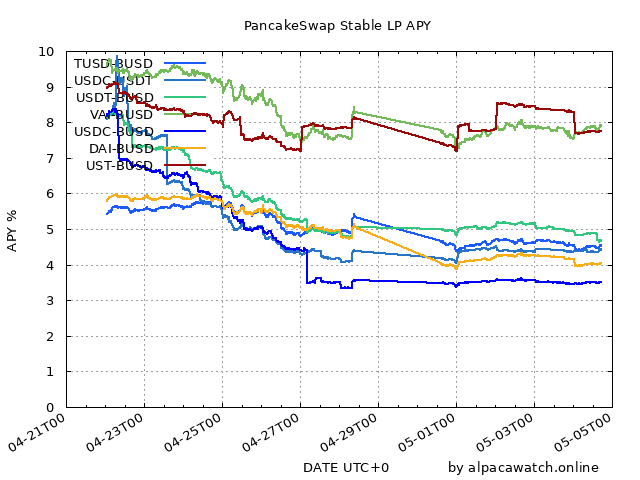 PancakeSwap Stable LP APY
10
9
8
7
6
5
4
3
2
1
0
APY %
TUSD-BUSD
USDC-USDT
USDT-BUSD
VAI-BUSD
USDC-BUSD
DAI-BUSD
UST-BUSD
04-21T00
04-23T00
04-25T00
04-27T00
04-29T00
05-01T00
05-03T00
05-05T00
DATE UTC+0
by alpacawatch.online